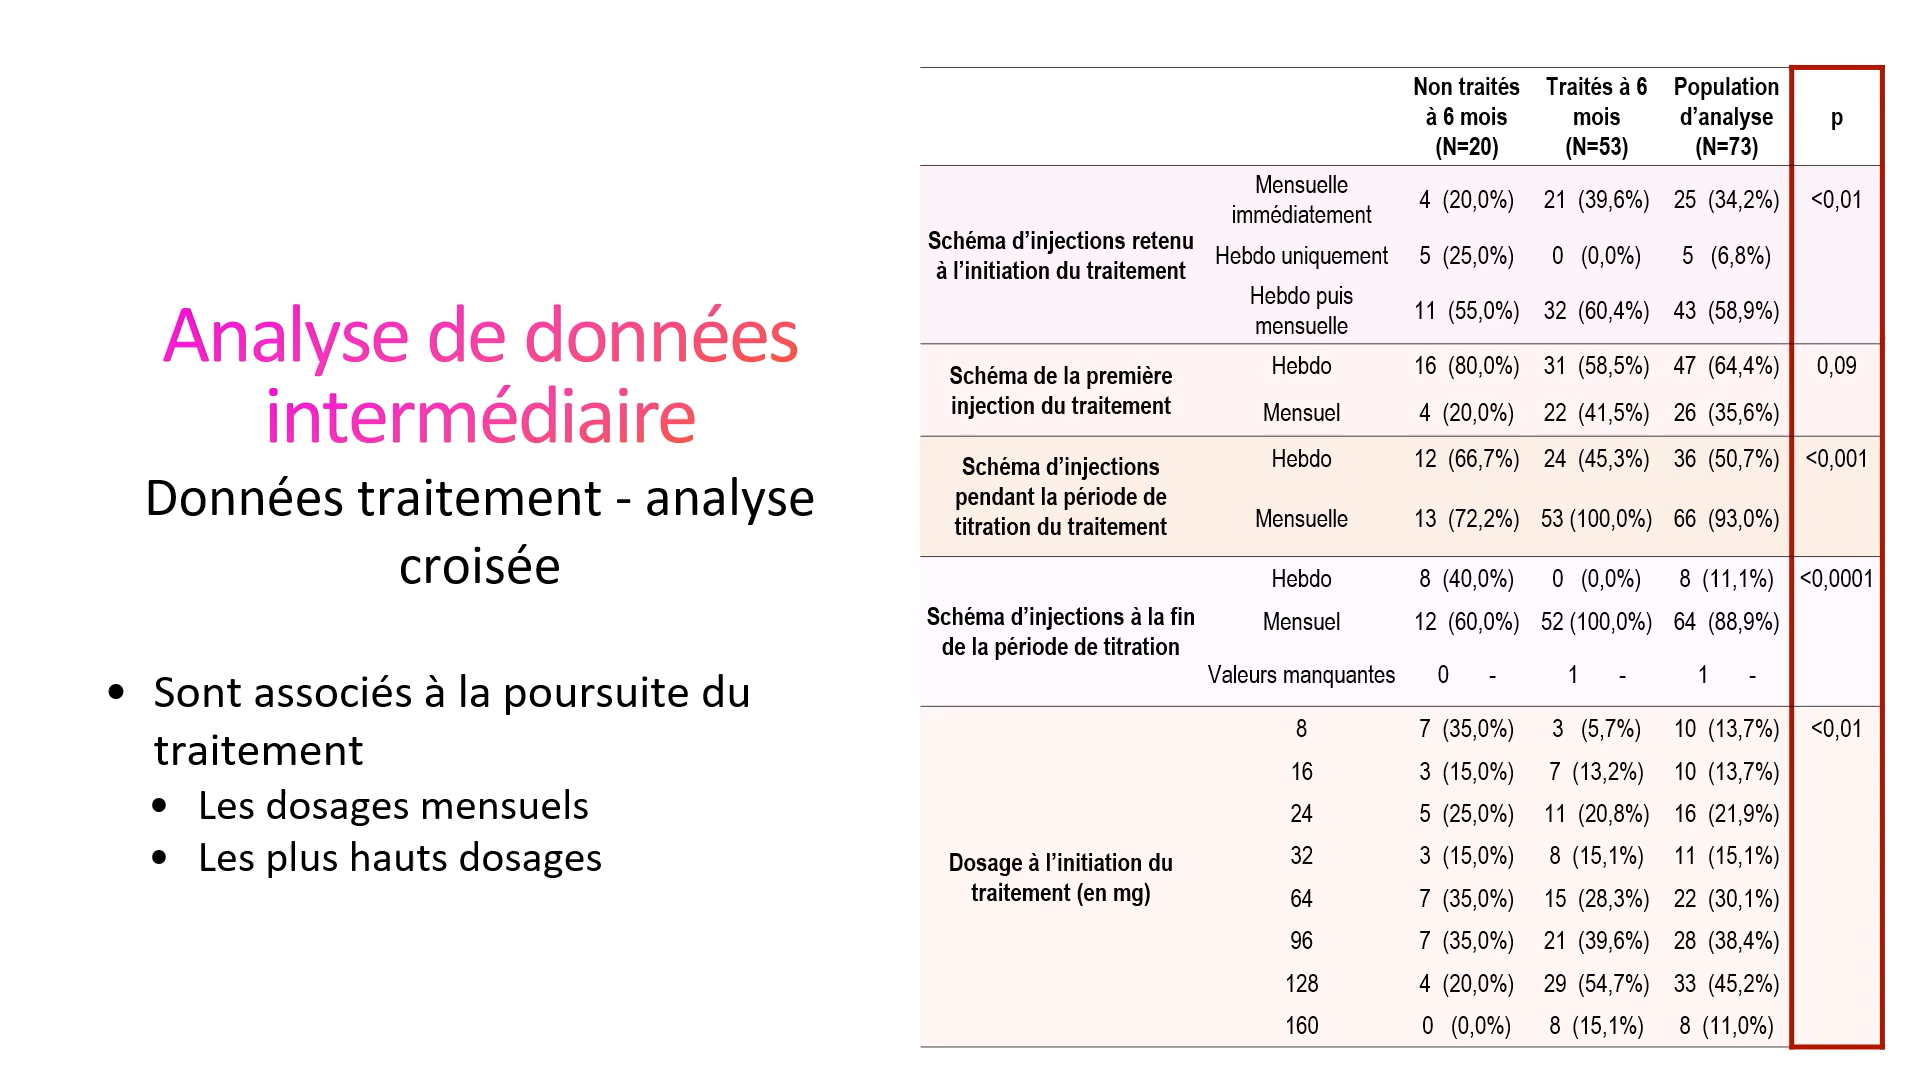 Analyse de données
intermédiaire
Données traitement - analyse
croisée
• Sont associés à la poursuite du
traitement
• Les dosages mensuels
• Les plus hauts dosages
Non traités à 6 mois (N=20) Traités à 6 mois (N=53) Population d’analyse (N=73) p
Schéma d’injections retenu à l’initiation du traitement
Mensuelle immédiatement 4 (20,0%) 21 (39,6%) 25 (34,2%) <0,01
Hebdo uniquement 5 (25,0%) 0 (0,0%) 5 (6,8%)
Hebdo puis mensuelle 11 (55,0%) 32 (60,4%) 43 (58,9%)
Schéma de la première injection du traitement
Hebdo 16 (80,0%) 31 (58,5%) 47 (64,4%) 0,09
Mensuel 4 (20,0%) 22 (41,5%) 26 (35,6%)
Schéma d’injections pendant la période de titration du traitement
Hebdo 12 (66,7%) 24 (45,3%) 36 (50,7%) <0,001
Mensuelle 13 (72,2%) 53 (100,0%) 66 (93,0%)
Schéma d’injections à la fin de la période de titration
Hebdo 8 (40,0%) 0 (0,0%) 8 (11,1%) <0,0001
Mensuel 12 (60,0%) 52 (100,0%) 64 (88,9%)
Valeurs manquantes 0 - 1 - 1 -
Dosage à l’initiation du traitement (en mg)
8 7 (35,0%) 3 (5,7%) 10 (13,7%) <0,01
16 3 (15,0%) 7 (13,2%) 10 (13,7%)
24 5 (25,0%) 11 (20,8%) 16 (21,9%)
32 3 (15,0%) 8 (15,1%) 11 (15,1%)
64 7 (35,0%) 15 (28,3%) 22 (30,1%)
96 7 (35,0%) 21 (39,6%) 28 (38,4%)
128 4 (20,0%) 29 (54,7%) 33 (45,2%)
160 0 (0,0%) 8 (15,1%) 8 (11,0%)